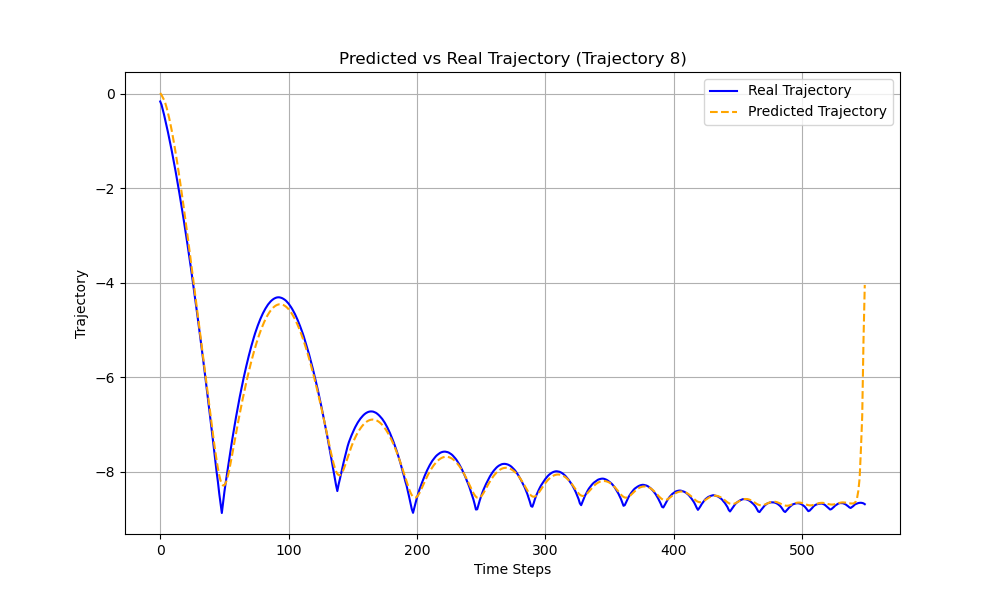 Predicted vs Real Trajectory (Trajectory 8)
Real Trajectory
Predicted Trajectory
0
−2
−4
−6
−8
Trajectory
0 100 200 300 400 500
Time Steps